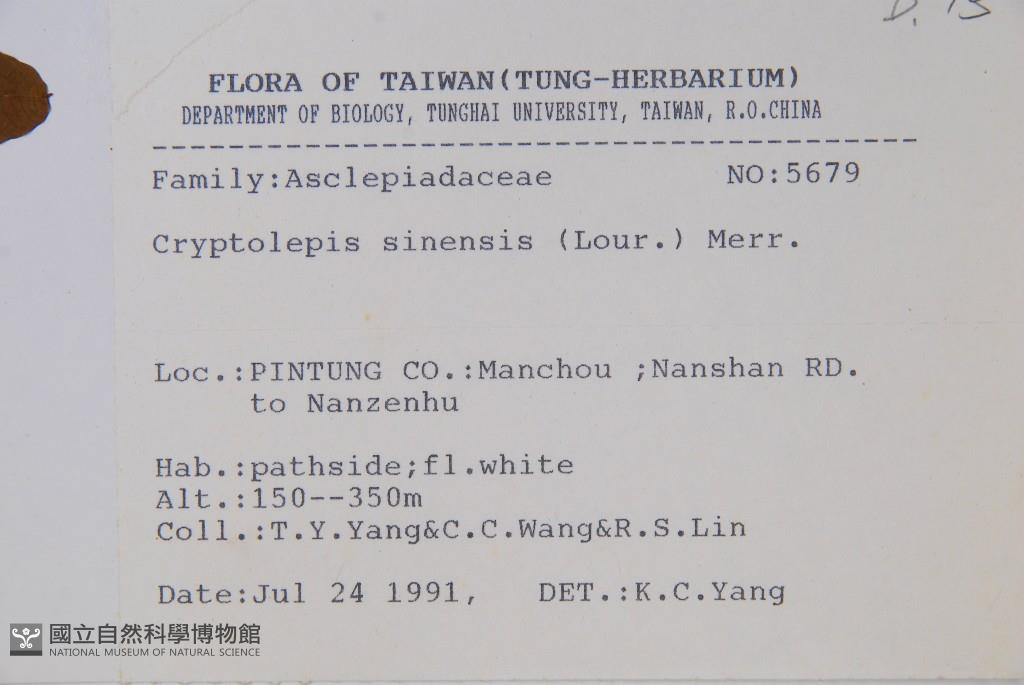 FLORA OF TAIWAN(TUNG-HERBARIUM)
DEPARTMENT OF BIOLOGY, TUNGHAI UNIVERSITY, TAIWAN, R.O.CHINA
---------------------------------------
Family:Asclepiadaceae NO:5679
Cryptolepis sinensis (Lour.) Merr.
Loc.:PINTUNG CO.:Manchou ;Nanshan RD.
to Nanzenhu
Hab.:pathside;fl.white
Alt.:150--350m
Coll.:T.Y.Yang&C.C.Wang&R.S.Lin
Date:Jul 24 1991, DET.:K.C.Yang
國立自然科學博物館
NATIONAL MUSEUM OF NATURAL SCIENCE